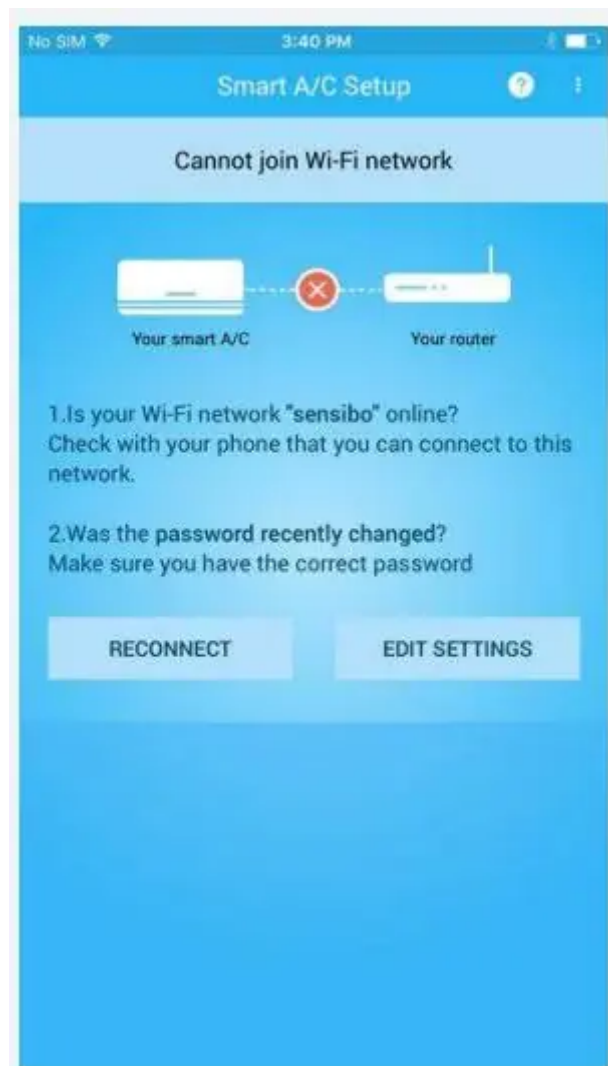 No SIM 3:40 PM
Smart A/C Setup ?
Cannot join Wi-Fi network
Your smart A/C Your router
1.Is your Wi-Fi network "sensibo" online?
Check with your phone that you can connect to this
network.
2.Was the password recently changed?
Make sure you have the correct password
RECONNECT EDIT SETTINGS